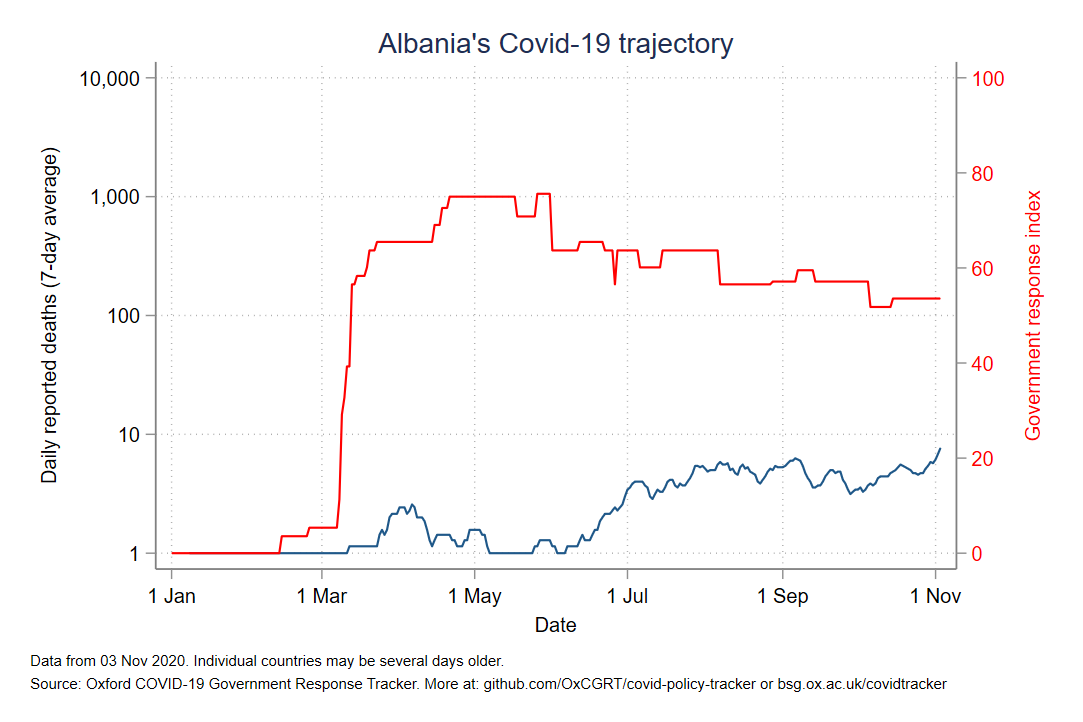 Albania's Covid-19 trajectory
Daily reported deaths (7-day average)
10,000
1,000
100
10
1
Government response index
100
80
60
40
20
0
1 Jan 1 Mar 1 May 1 Jul 1 Sep 1 Nov
Date
Data from 03 Nov 2020. Individual countries may be several days older.
Source: Oxford COVID-19 Government Response Tracker. More at: github.com/OxCGRT/covid-policy-tracker or bsg.ox.ac.uk/covidtracker